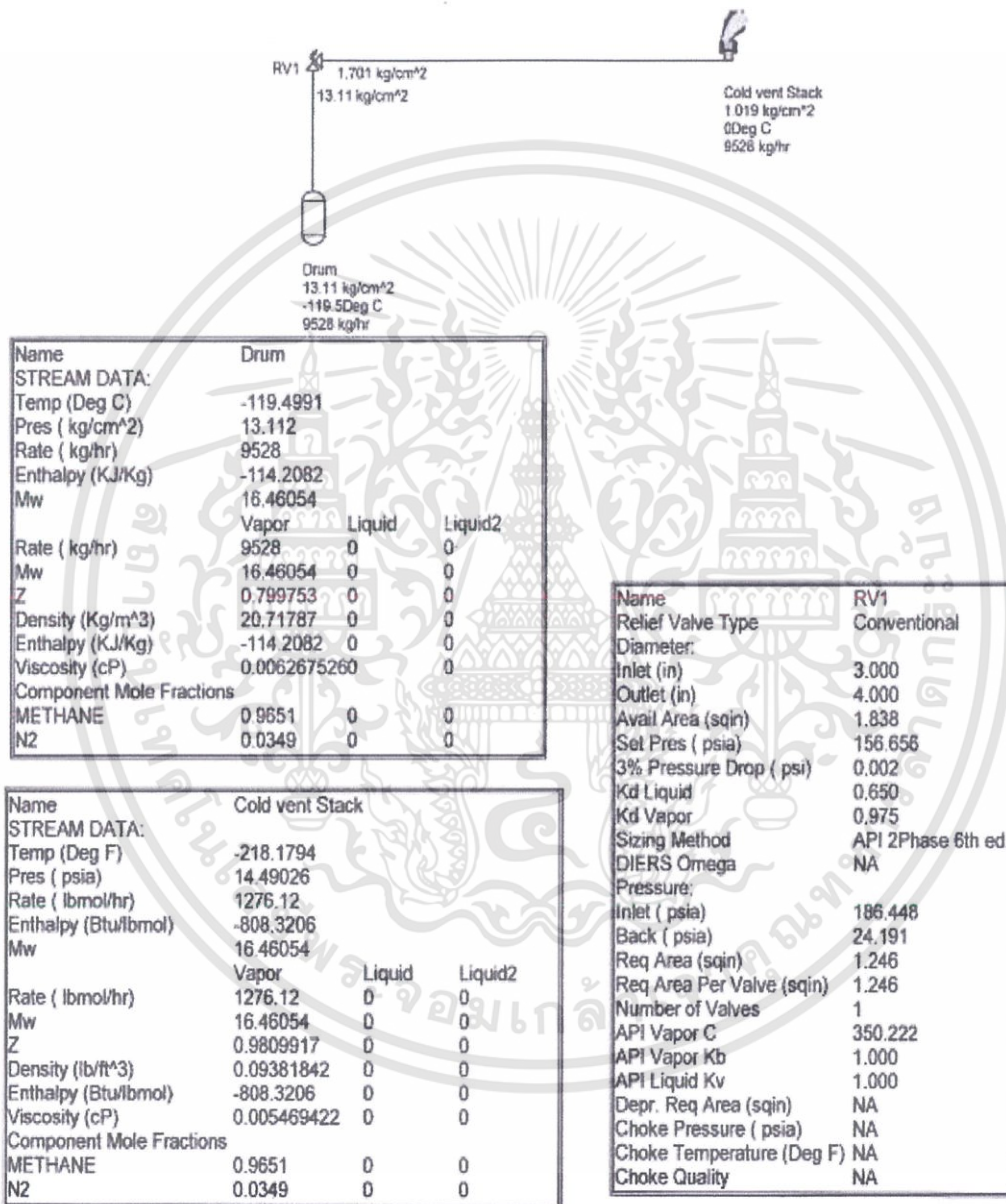 RV1
1.701 kg/cm^2
13.11 kg/cm^2
Cold vent Stack
1.019 kg/cm^2
0Deg C
9528 kg/hr
Drum
13.11 kg/cm^2
-119.5Deg C
9528 kg/hr
Name Drum
STREAM DATA:
Temp (Deg C) -119.4991
Pres ( kg/cm^2) 13.112
Rate ( kg/hr) 9528
Enthalpy (KJ/Kg) -114.2082
Mw 16.46054
Vapor Liquid Liquid2
Rate ( kg/hr) 9528 0 0
Mw 16.46054 0 0
Z 0.799753 0 0
Density (Kg/m^3) 20.71787 0 0
Enthalpy (KJ/Kg) -114.2082 0 0
Viscosity (cP) 0.0062675260 0
Component Mole Fractions
METHANE 0.9651 0 0
N2 0.0349 0 0
Name Cold vent Stack
STREAM DATA:
Temp (Deg F) -218.1794
Pres ( psia) 14.49026
Rate ( lbmol/hr) 1276.12
Enthalpy (Btu/lbmol) -808.3206
Mw 16.46054
Vapor Liquid Liquid2
Rate ( lbmol/hr) 1276.12 0 0
Mw 16.46054 0 0
Z 0.9809917 0 0
Density (lb/ft^3) 0.09381842 0 0
Enthalpy (Btu/lbmol) -808.3206 0 0
Viscosity (cP) 0.005469422 0 0
Component Mole Fractions
METHANE 0.9651 0 0
N2 0.0349 0 0
Name RV1
Relief Valve Type Conventional
Diameter:
Inlet (in) 3.000
Outlet (in) 4.000
Avail Area (sqin) 1.838
Set Pres ( psia) 156.656
3% Pressure Drop ( psi) 0.002
Kd Liquid 0.650
Kd Vapor 0.975
Sizing Method API 2Phase 6th ed
DIERS Omega NA
Pressure:
Inlet ( psia) 186.448
Back ( psia) 24.191
Req Area (sqin) 1.246
Req Area Per Valve (sqin) 1.246
Number of Valves 1
API Vapor C 350.222
API Vapor Kb 1.000
API Liquid Kv 1.000
Depr. Req Area (sqin) NA
Choke Pressure ( psia) NA
Choke Temperature (Deg F) NA
Choke Quality NA